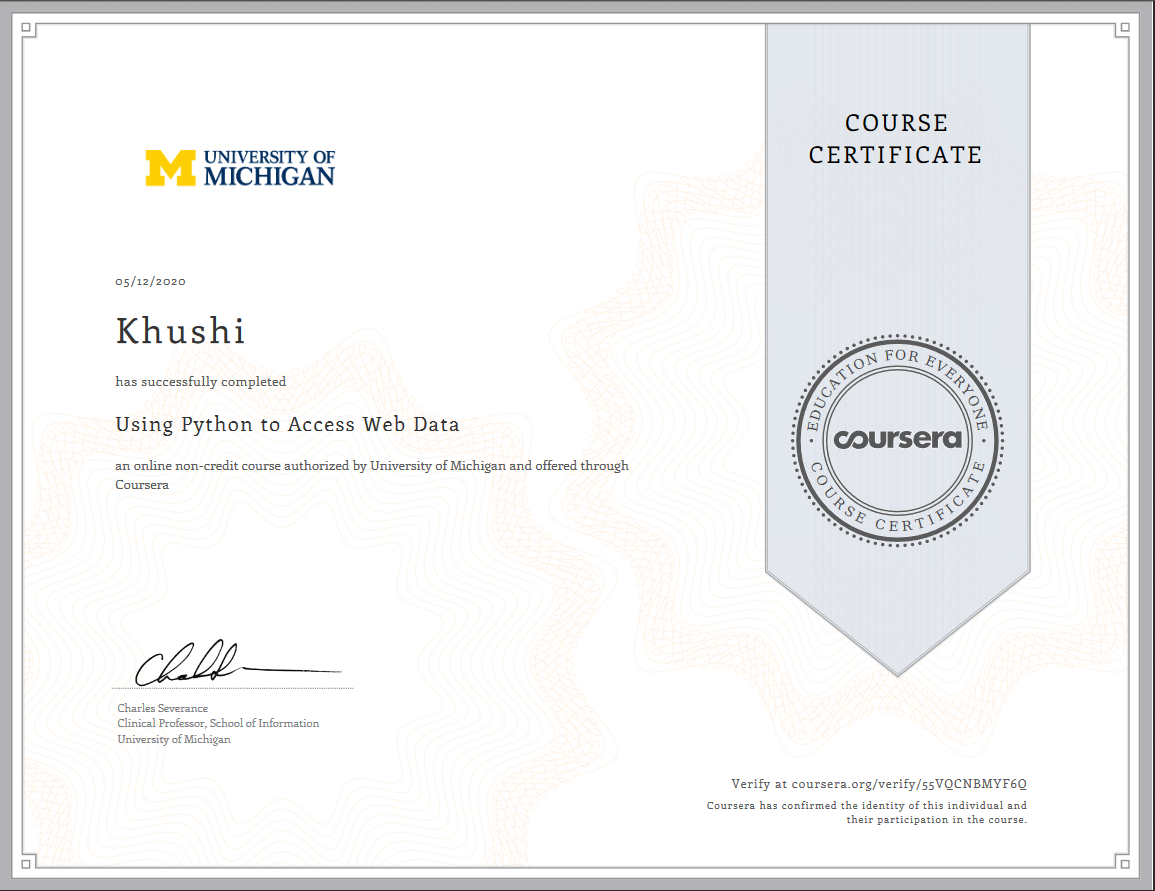 COURSE
CERTIFICATE
UNIVERSITY OF
MICHIGAN
05/12/2020
Khushi
has successfully completed
Using Python to Access Web Data
an online non-credit course authorized by University of Michigan and offered through
Coursera
EDUCATION FOR EVERYONE
coursera
COURSE CERTIFICATE
Charles Severance
Clinical Professor, School of Information
University of Michigan
Verify at coursera.org/verify/55VQCNBMYF6Q
Coursera has confirmed the identity of this individual and
their participation in the course.